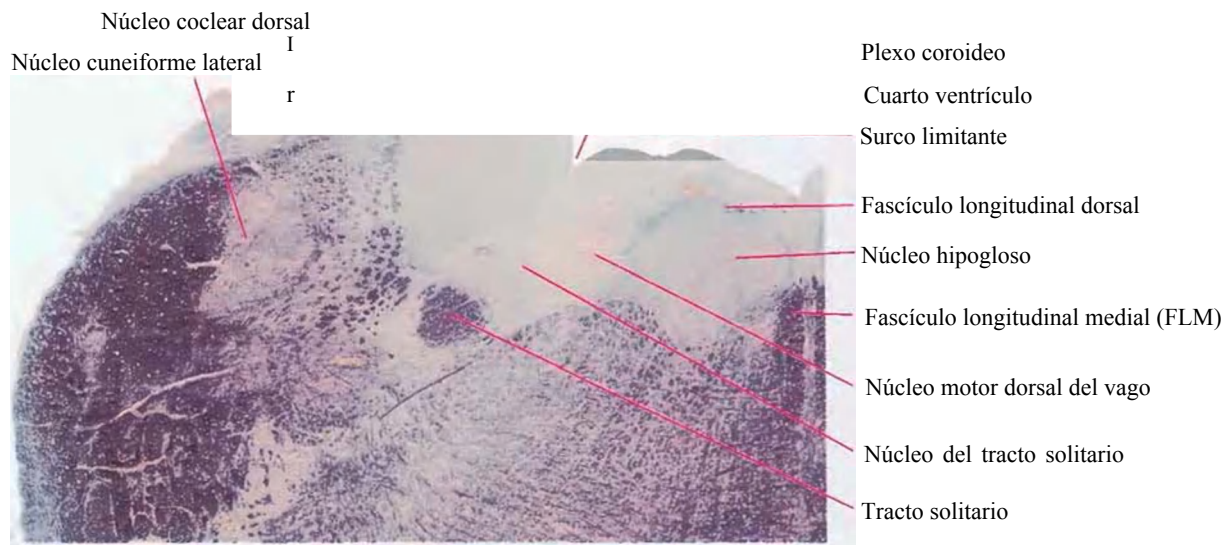 Núcleo coclear dorsal
I
Núcleo cuneiforme lateral
r
Plexo coroideo
Cuarto ventrículo
Surco limitante
Fascículo longitudinal dorsal
Núcleo hipogloso
Fascículo longitudinal medial (FLM)
Núcleo motor dorsal del vago
Núcleo del tracto solitario
Tracto solitario